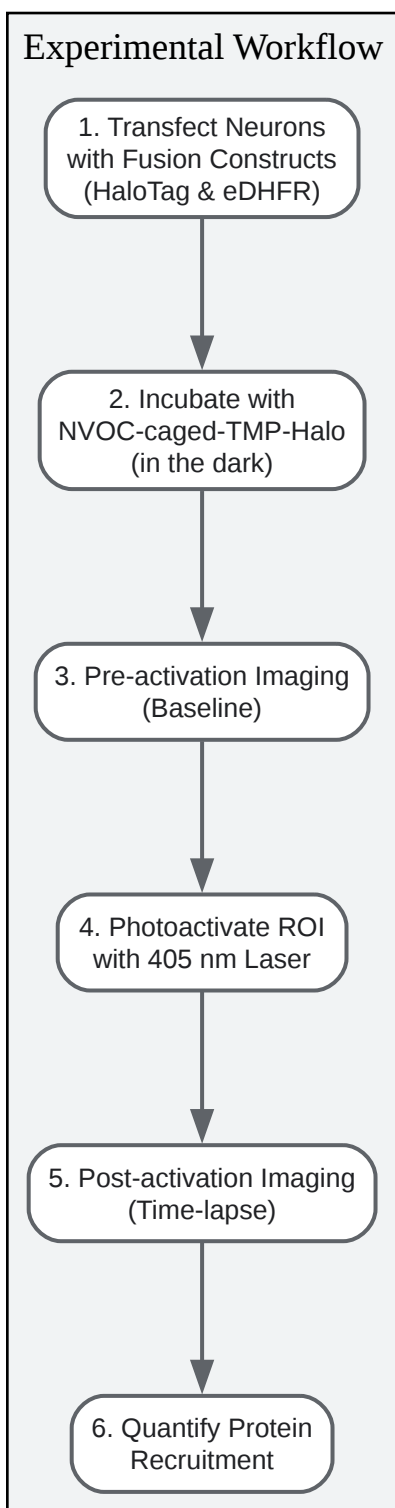 Experimental Workflow
1. Transfect Neurons
with Fusion Constructs
(HaloTag & eDHFR)
2. Incubate with
NVOC-caged-TMP-Halo
(in the dark)
3. Pre-activation Imaging
(Baseline)
4. Photoactivate ROI
with 405 nm Laser
5. Post-activation Imaging
(Time-lapse)
6. Quantify Protein
Recruitment